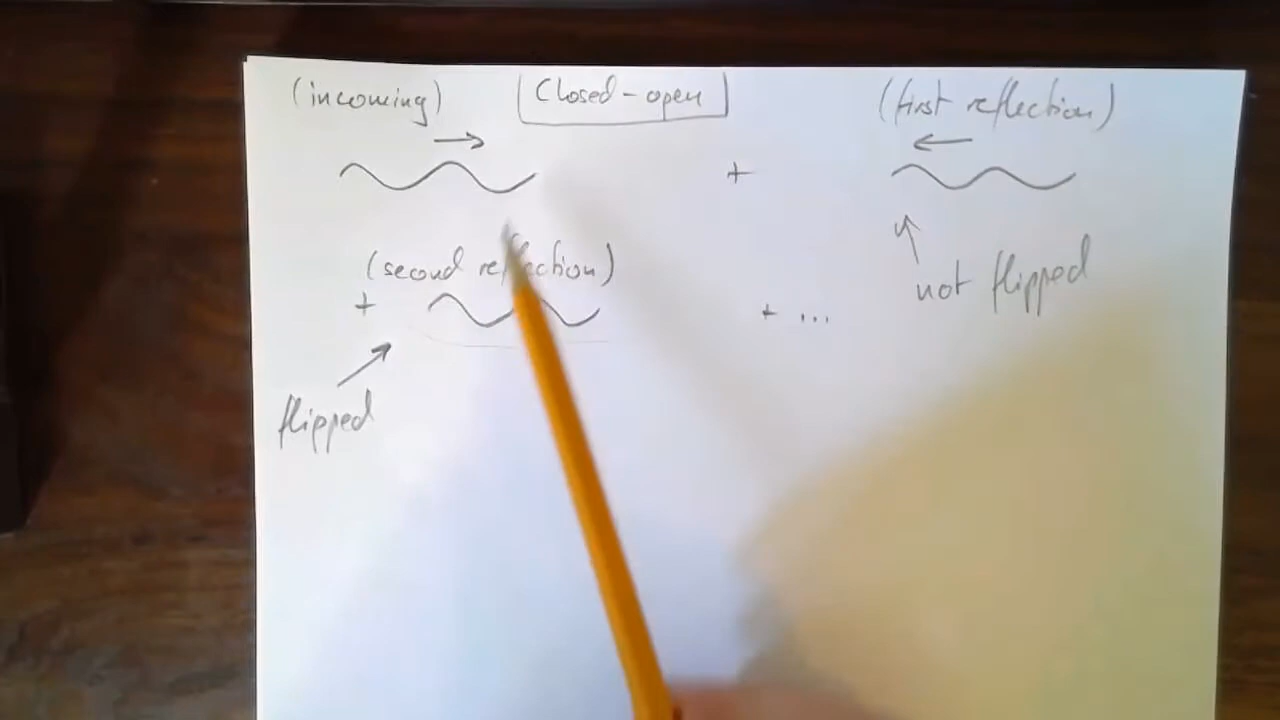 (incoming)
Closed-open
(first reflection)
+
not flipped
(second reflection)
+
+ ...
flipped